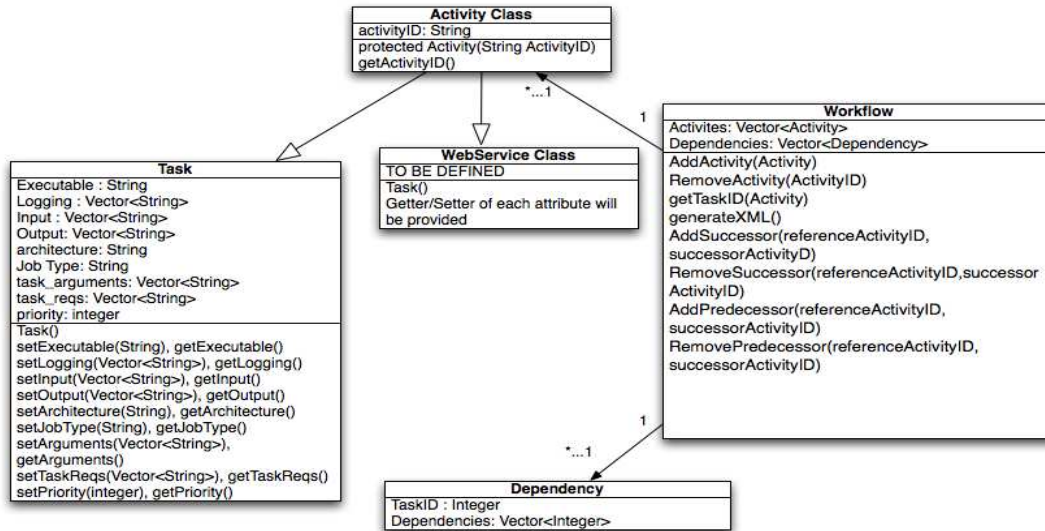 Activity Class
activityID: String
protected Activity(String ActivityID)
getActivityID()
*...1
1
Workflow
Activites: Vector<Activity>
Dependencies: Vector<Dependency>
AddActivity(Activity)
RemoveActivity(ActivityID)
getTaskID(Activity)
generateXML()
AddSuccessor(referenceActivityID,
successorActivityD)
RemoveSuccessor(referenceActivityID,successor
ActivityID)
AddPredecessor(referenceActivityID,
successorActivityID)
RemovePredecessor(referenceActivityID,
successorActivityID)
WebService Class
TO BE DEFINED
Task()
Getter/Setter of each attribute will
be provided
Task
Executable : String
Logging : Vector<String>
Input : Vector<String>
Output: Vector<String>
architecture: String
Job Type: String
task_arguments: Vector<String>
task_reqs: Vector<String>
priority: integer
Task()
setExecutable(String), getExecutable()
setLogging(Vector<String>), getLogging()
setInput(Vector<String>), getInput()
setOutput(Vector<String>), getOutput()
setArchitecture(String), getArchitecture()
setJobType(String), getJobType()
setArguments(Vector<String>),
getArguments()
setTaskReqs(Vector<String>), getTaskReqs()
setPriority(integer), getPriority()
1
*...1
Dependency
TaskID : Integer
Dependencies: Vector<Integer>